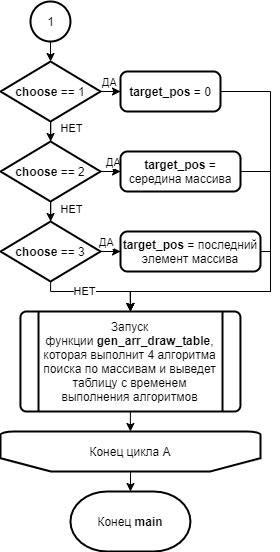 1
choose == 1
ДА
target_pos = 0
НЕТ
choose == 2
ДА
target_pos =
середина массива
НЕТ
choose == 3
ДА
target_pos = последний
элемент массива
НЕТ
Запуск
функции gen_arr_draw_table,
которая выполнит 4 алгоритма
поиска по массивам и выведет
таблицу с временем
выполнения алгоритмов
Конец цикла А
Конец main